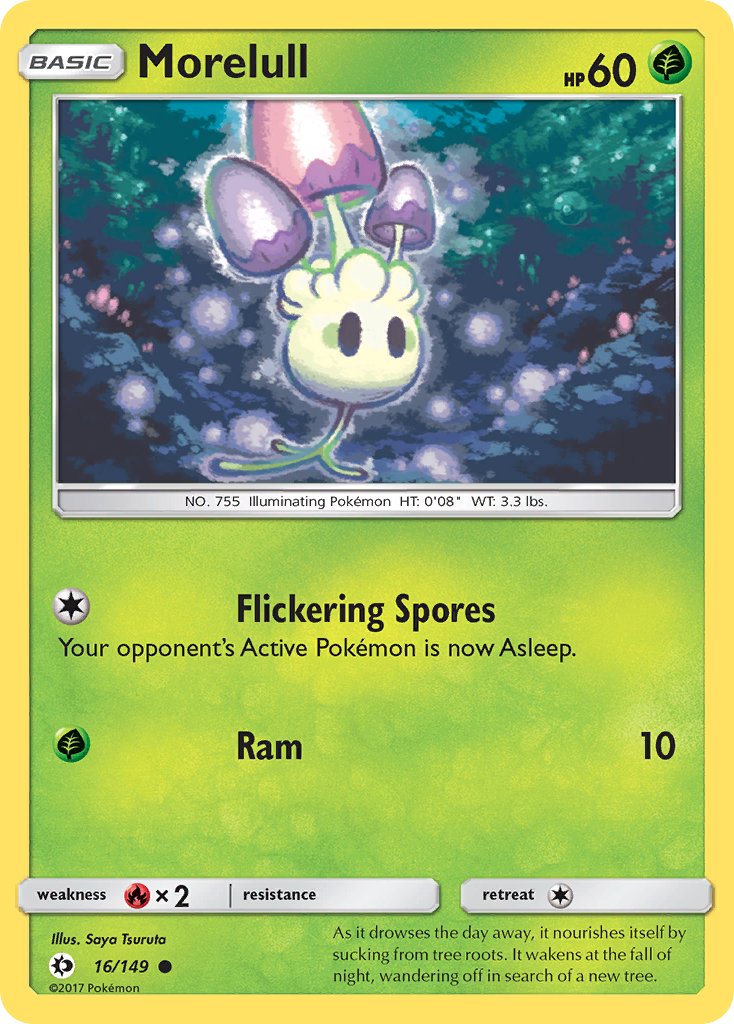 BASIC Morelull HP60
NO. 755 Illuminating Pokémon HT: 0'08" WT: 3.3 lbs.
Flickering Spores
Your opponent's Active Pokémon is now Asleep.
Ram 10
weakness ×2 resistance retreat
Illus. Saya Tsuruta
16/149
©2017 Pokémon
As it drowses the day away, it nourishes itself by
sucking from tree roots. It wakens at the fall of
night, wandering off in search of a new tree.